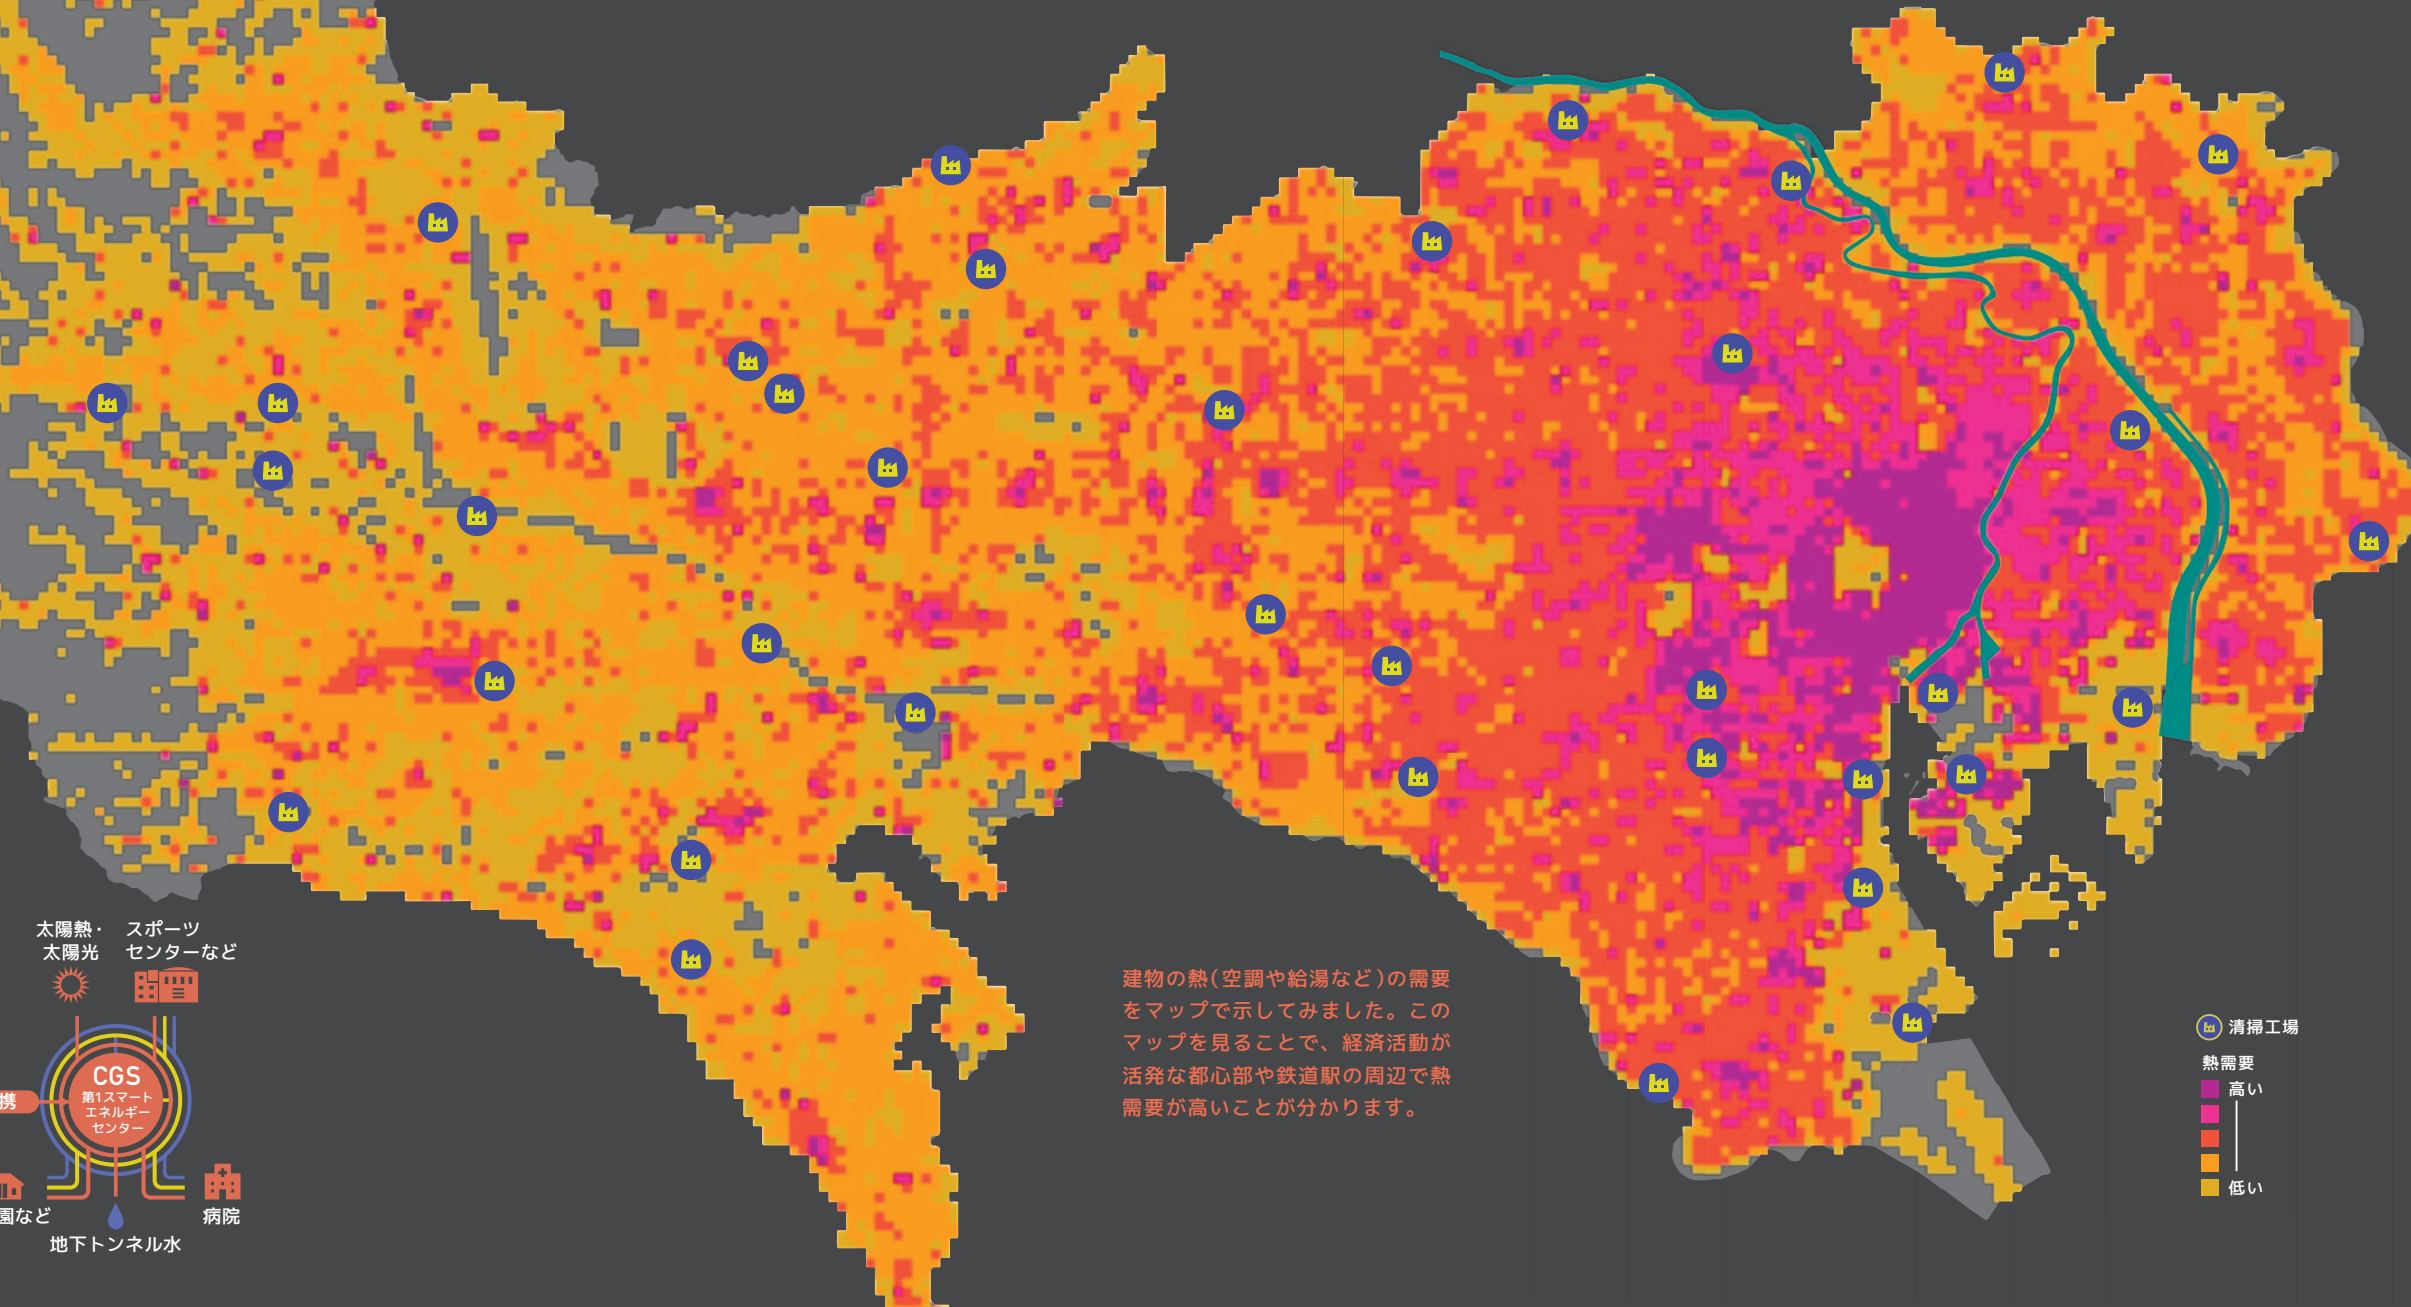 太陽熱・
太陽光
スポーツ
センターなど
CGS
第1スマート
エネルギー
センター
携
園など
病院
地下トンネル水
建物の熱（空調や給湯など）の需要
をマップで示してみました。この
マップを見ることで、経済活動が
活発な都心部や鉄道駅の周辺で熱
需要が高いことが分かります。
清掃工場
熱需要
高い
低い